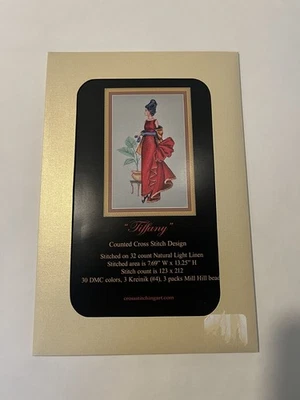 "Tiffany"
Counted Cross Stitch Design
Stitched on 32 count Natural Light Linen
Stitched area is 7.69" W x 13.25" H
Stitch count is 123 x 212
30 DMC colors, 3 Kreinik (#4), 3 packs Mill Hill bead